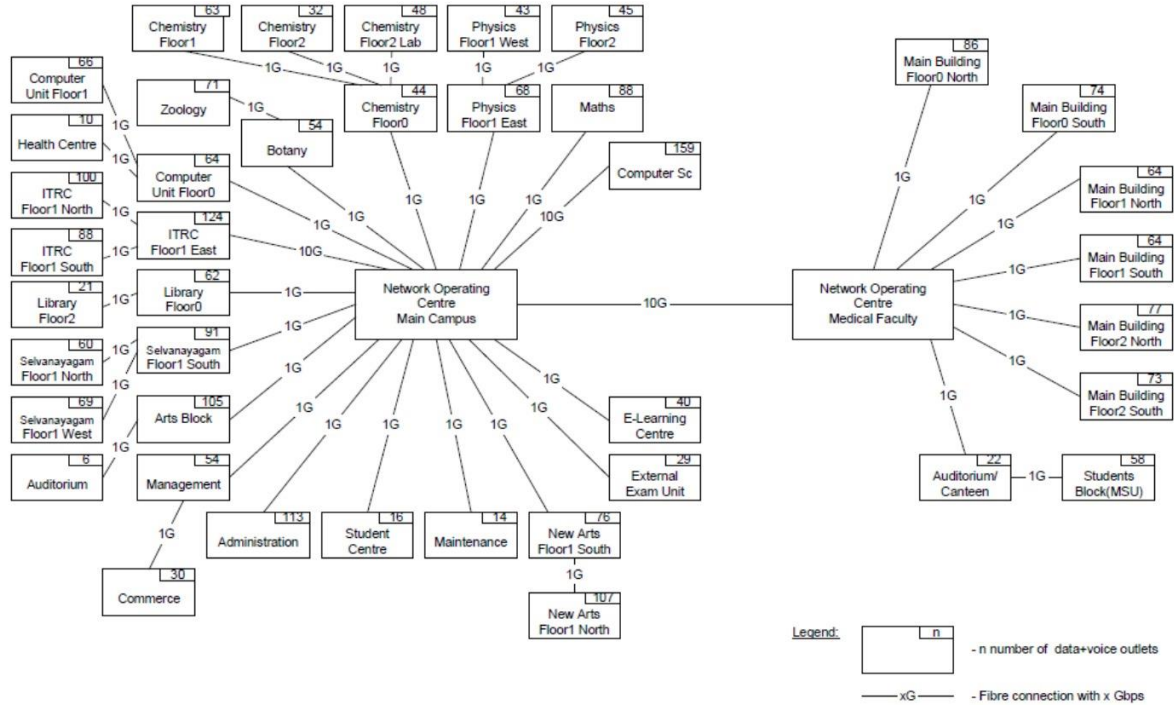 63
Chemistry
Floor1
32
Chemistry
Floor2
48
Chemistry
Floor2 Lab
43
Physics
Floor1 West
45
Physics
Floor2
86
Main Building
Floor0 North
66
Computer
Unit Floor1
1G
1G
1G
1G
1G
71
Zoology
1G
44
Chemistry
Floor0
68
Physics
Floor1 East
88
Maths
74
Main Building
Floor0 South
10
Health Centre
1G
54
Botany
159
Computer Sc
1G
64
Computer
Unit Floor0
100
ITRC
Floor1 North
1G
124
ITRC
Floor1 East
88
ITRC
Floor1 South
1G
1G
1G
10G
1G
1G
1G
1G
10G
1G
1G
1G
64
Main Building
Floor1 North
64
Main Building
Floor1 South
1G
21
Library
Floor2
1G
62
Library
Floor0
1G
Network Operating
Centre
Main Campus
10G
Network Operating
Centre
Medical Faculty
1G
77
Main Building
Floor2 North
60
Selvanayagam
Floor1 North
1G
91
Selvanayagam
Floor1 South
1G
1G
73
Main Building
Floor2 South
69
Selvanayagam
Floor1 West
1G
105
Arts Block
1G
1G
40
E-Learning
Centre
1G
6
Auditorium
1G
54
Management
1G
1G
1G
1G
1G
1G
29
External
Exam Unit
22
Auditorium/
Canteen
1G
58
Students
Block(MSU)
1G
113
Administration
16
Student
Centre
14
Maintenance
76
New Arts
Floor1 South
30
Commerce
1G
107
New Arts
Floor1 North
Legend:
n
- n number of data+voice outlets
xG
- Fibre connection with x Gbps